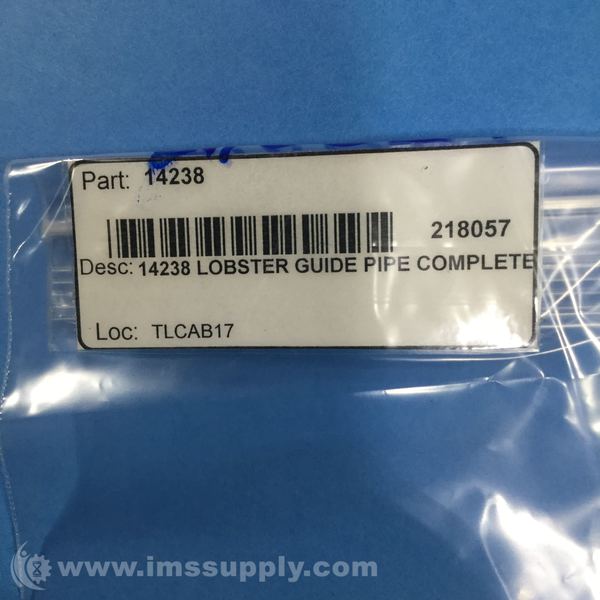 Part: 14238
218057
Desc: 14238 LOBSTER GUIDE PIPE COMPLETE
Loc: TLCAB17
www.imssupply.com